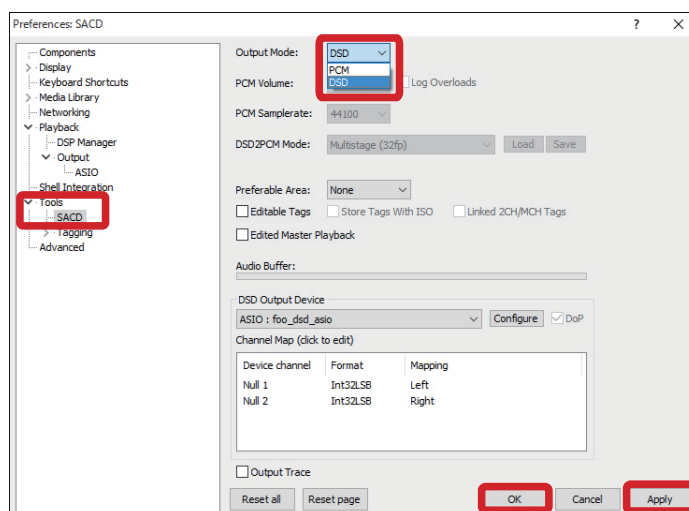 Preferences: SACD
? X
Components
Display
Keyboard Shortcuts
Media Library
Networking
Playback
DSP Manager
Output
ASIO
Shell Integration
Tools
SACD
Tagging
Advanced
Output Mode: DSD
PCM
DSD
PCM Volume: Log Overloads
PCM Samplerate: 44100
DSD2PCM Mode: Multistage (32fp) Load Save
Preferable Area: None
Editable Tags Store Tags With ISO Linked 2CH/MCH Tags
Edited Master Playback
Audio Buffer:
DSD Output Device
ASIO : foo_dsd_asio Configure DoP
Channel Map (click to edit)
Device channel Format Mapping
Null 1 Int32LSB Left
Null 2 Int32LSB Right
Output Trace
Reset all Reset page OK Cancel Apply